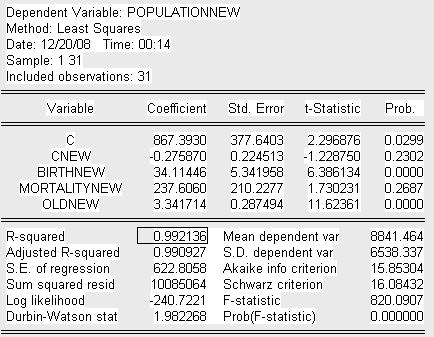 Dependent Variable: POPULATIONNEW
Method: Least Squares
Date: 12/20/08 Time: 00:14
Sample: 1 31
Included observations: 31
Variable Coefficient Std. Error t-Statistic Prob.
C 867.3930 377.6403 2.296876 0.0299
CNEW -0.275870 0.224513 -1.228750 0.2302
BIRTHNEW 34.11446 5.341958 6.386134 0.0000
MORTALITYNEW 237.6060 210.2277 1.730231 0.2687
OLDNEW 3.341714 0.287494 11.62361 0.0000
R-squared 0.992136 Mean dependent var 8841.464
Adjusted R-squared 0.990927 S.D. dependent var 6538.337
S.E. of regression 622.8058 Akaike info criterion 15.85304
Sum squared resid 10085064 Schwarz criterion 16.08432
Log likelihood -240.7221 F-statistic 820.0907
Durbin-Watson stat 1.982268 Prob(F-statistic) 0.000000